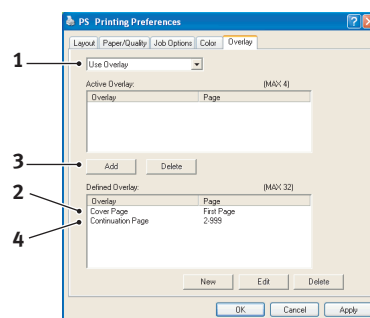 PS Printing Preferences
Layout Paper/Quality Job Options Color Overlay
1 Use Overlay
Active Overlay: (MAX 4)
Overlay Page
3 Add Delete
Defined Overlay: (MAX 32)
Overlay Page
2 Cover Page First Page
4 Continuation Page 2-999
New Edit Delete
OK Cancel Apply